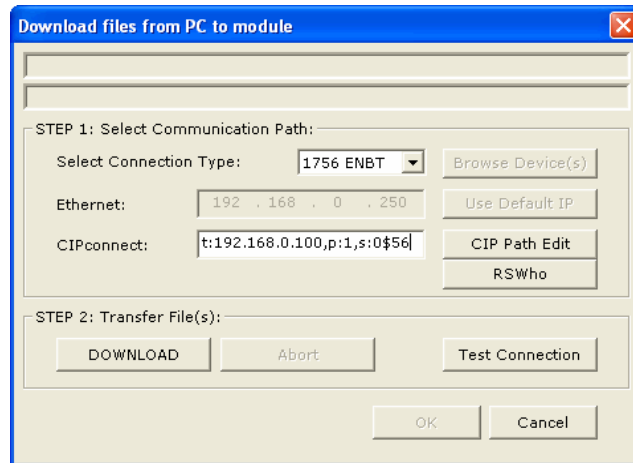 Download files from PC to module
STEP 1: Select Communication Path:
Select Connection Type: 1756 ENBT Browse Device(s)
Ethernet: 192 . 168 . 0 . 250 Use Default IP
CIPconnect: t:192.168.0.100,p:1,s:0$56 CIP Path Edit
RSWho
STEP 2: Transfer File(s):
DOWNLOAD Abort Test Connection
OK Cancel